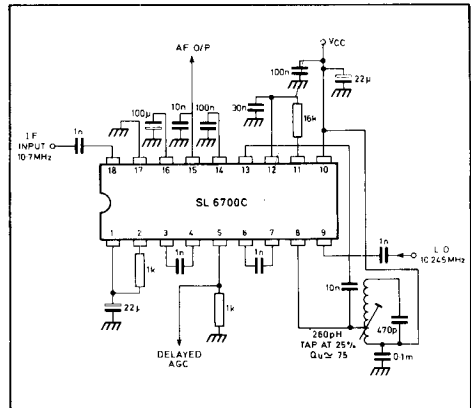 AF O/P
VCC
100n
22µ
100µ
10n
100n
30n
16k
1n
IF
INPUT
10·7MHz
18 17 16 15 14 13 12 11 10
SL 6700C
1 2 3 4 5 6 7 8 9
1n
L O
10 245MHz
1n
1n
1k
10n
22µ
1k
260pH
TAP AT 25%
Qu≃ 75
470p
0·1m
DELAYED
AGC